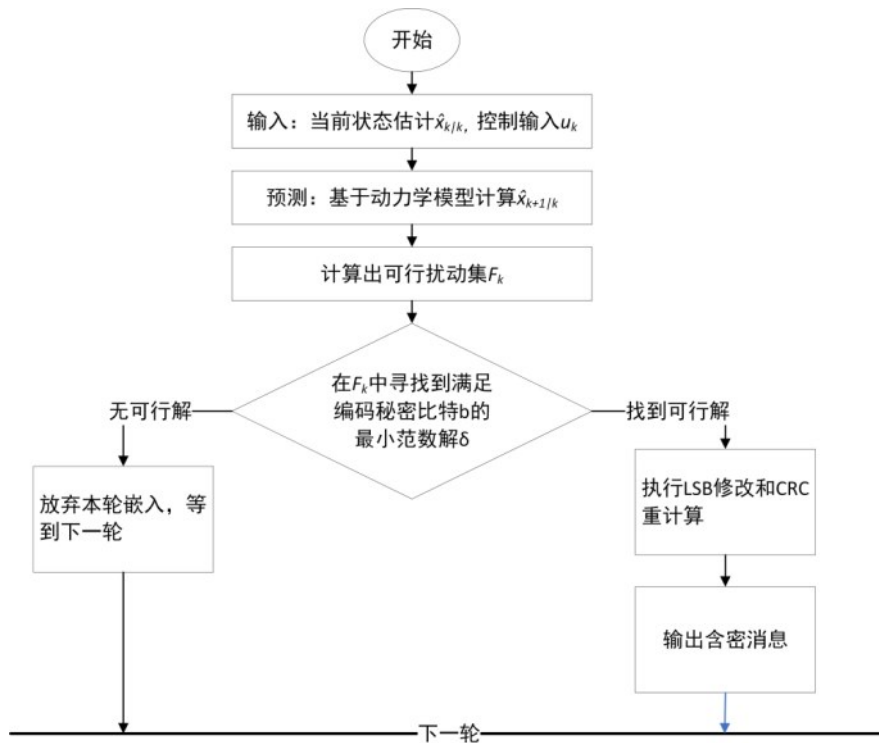 开始
输入：当前状态估计x̂k/k, 控制输入uk
预测：基于动力学模型计算x̂k+1|k
计算出可行扰动集Fk
在Fk中寻找到满足
编码秘密比特b的
最小范数解δ
无可行解
找到可行解
放弃本轮嵌入，等
到下一轮
执行LSB修改和CRC
重计算
输出含密消息
下一轮